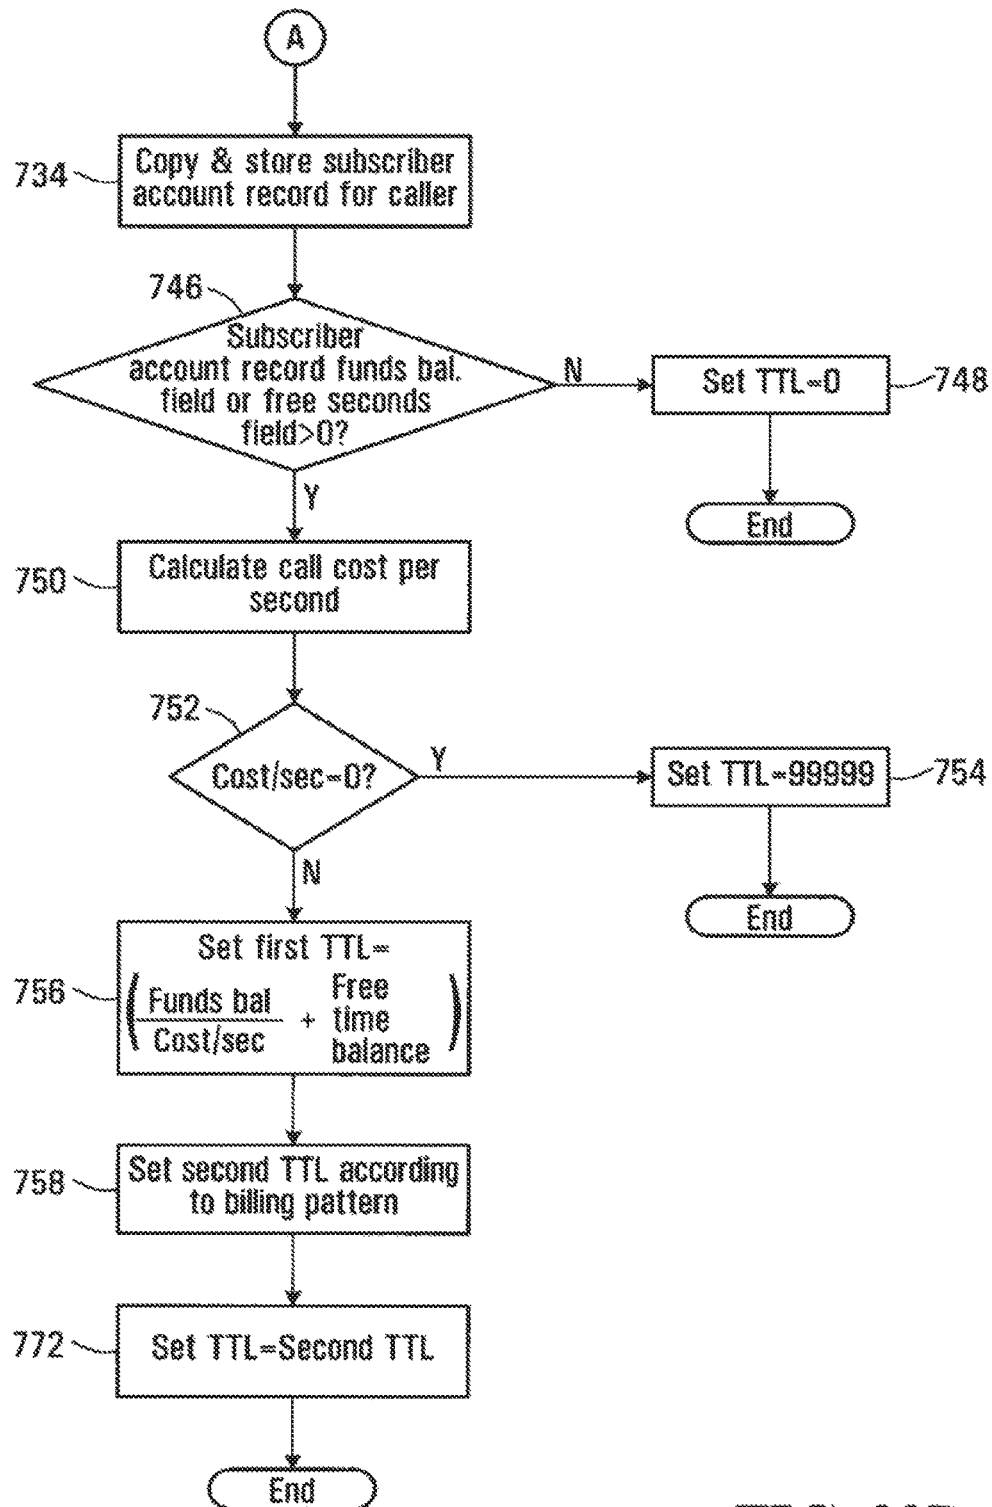 A
734
Copy & store subscriber
account record for caller
746
Subscriber
account record funds bal.
field or free seconds
field>0?
N
Set TTL=0
748
End
Y
750
Calculate call cost per
second
752
Cost/sec=0?
Y
Set TTL=99999
754
End
N
756
Set first TTL=
( Funds bal
Cost/sec
+
Free
time
balance )
758
Set second TTL according
to billing pattern
772
Set TTL=Second TTL
End